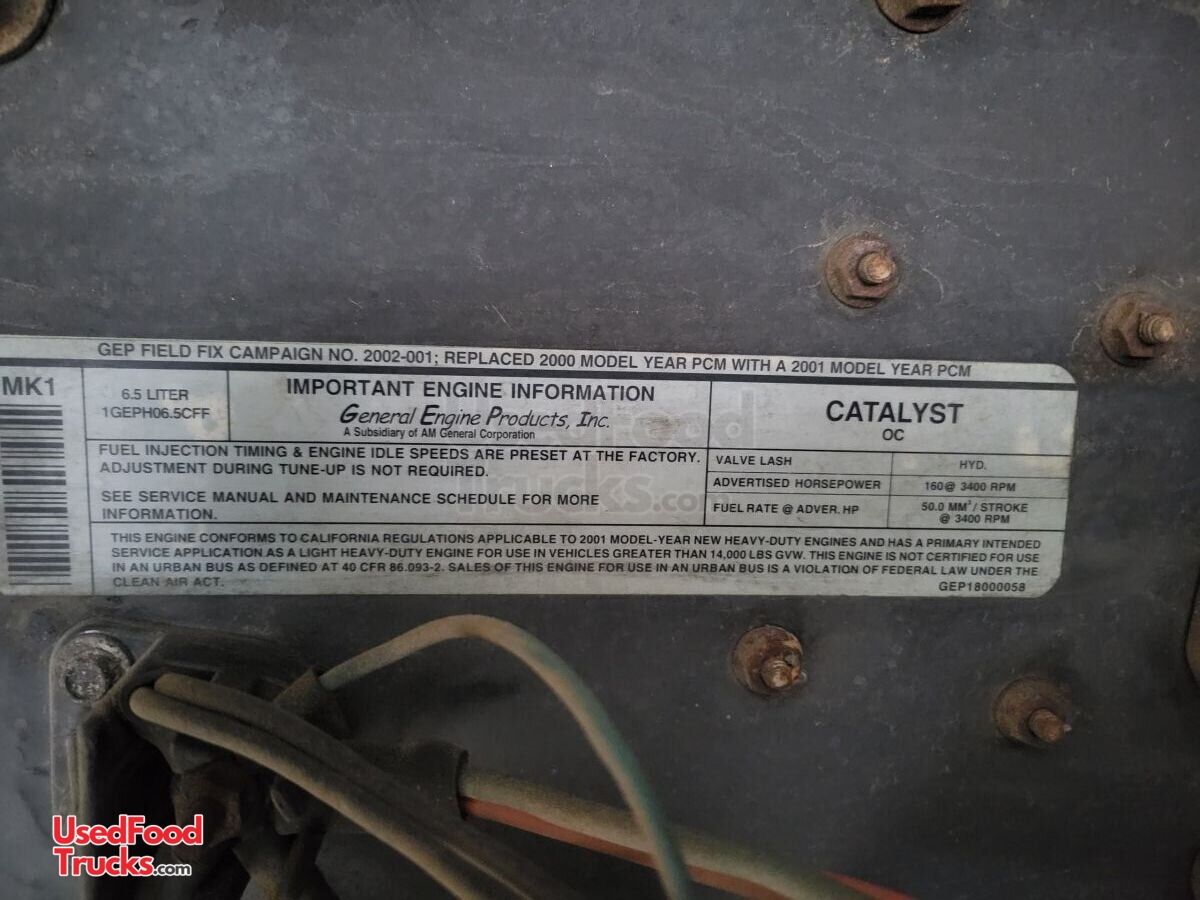 GEP FIELD FIX CAMPAIGN NO. 2002-001; REPLACED 2000 MODEL YEAR PCM WITH A 2001 MODEL YEAR PCM
MK1
6.5 LITER
1GEPH06.5CFF
IMPORTANT ENGINE INFORMATION
General Engine Products, Inc.
A Subsidiary of AM General Corporation
CATALYST
OC
FUEL INJECTION TIMING & ENGINE IDLE SPEEDS ARE PRESET AT THE FACTORY.
ADJUSTMENT DURING TUNE-UP IS NOT REQUIRED.
SEE SERVICE MANUAL AND MAINTENANCE SCHEDULE FOR MORE
INFORMATION.
VALVE LASH HYD.
ADVERTISED HORSEPOWER 160@ 3400 RPM
FUEL RATE @ ADVER. HP 50.0 MM³/ STROKE
@ 3400 RPM
THIS ENGINE CONFORMS TO CALIFORNIA REGULATIONS APPLICABLE TO 2001 MODEL-YEAR NEW HEAVY-DUTY ENGINES AND HAS A PRIMARY INTENDED
SERVICE APPLICATION AS A LIGHT HEAVY-DUTY ENGINE FOR USE IN VEHICLES GREATER THAN 14,000 LBS GVW. THIS ENGINE IS NOT CERTIFIED FOR USE
IN AN URBAN BUS AS DEFINED AT 40 CFR 86.093-2. SALES OF THIS ENGINE FOR USE IN AN URBAN BUS IS A VIOLATION OF FEDERAL LAW UNDER THE
CLEAN AIR ACT.
GEP18000058
UsedFood
Trucks.com
UsedFood
Trucks.com